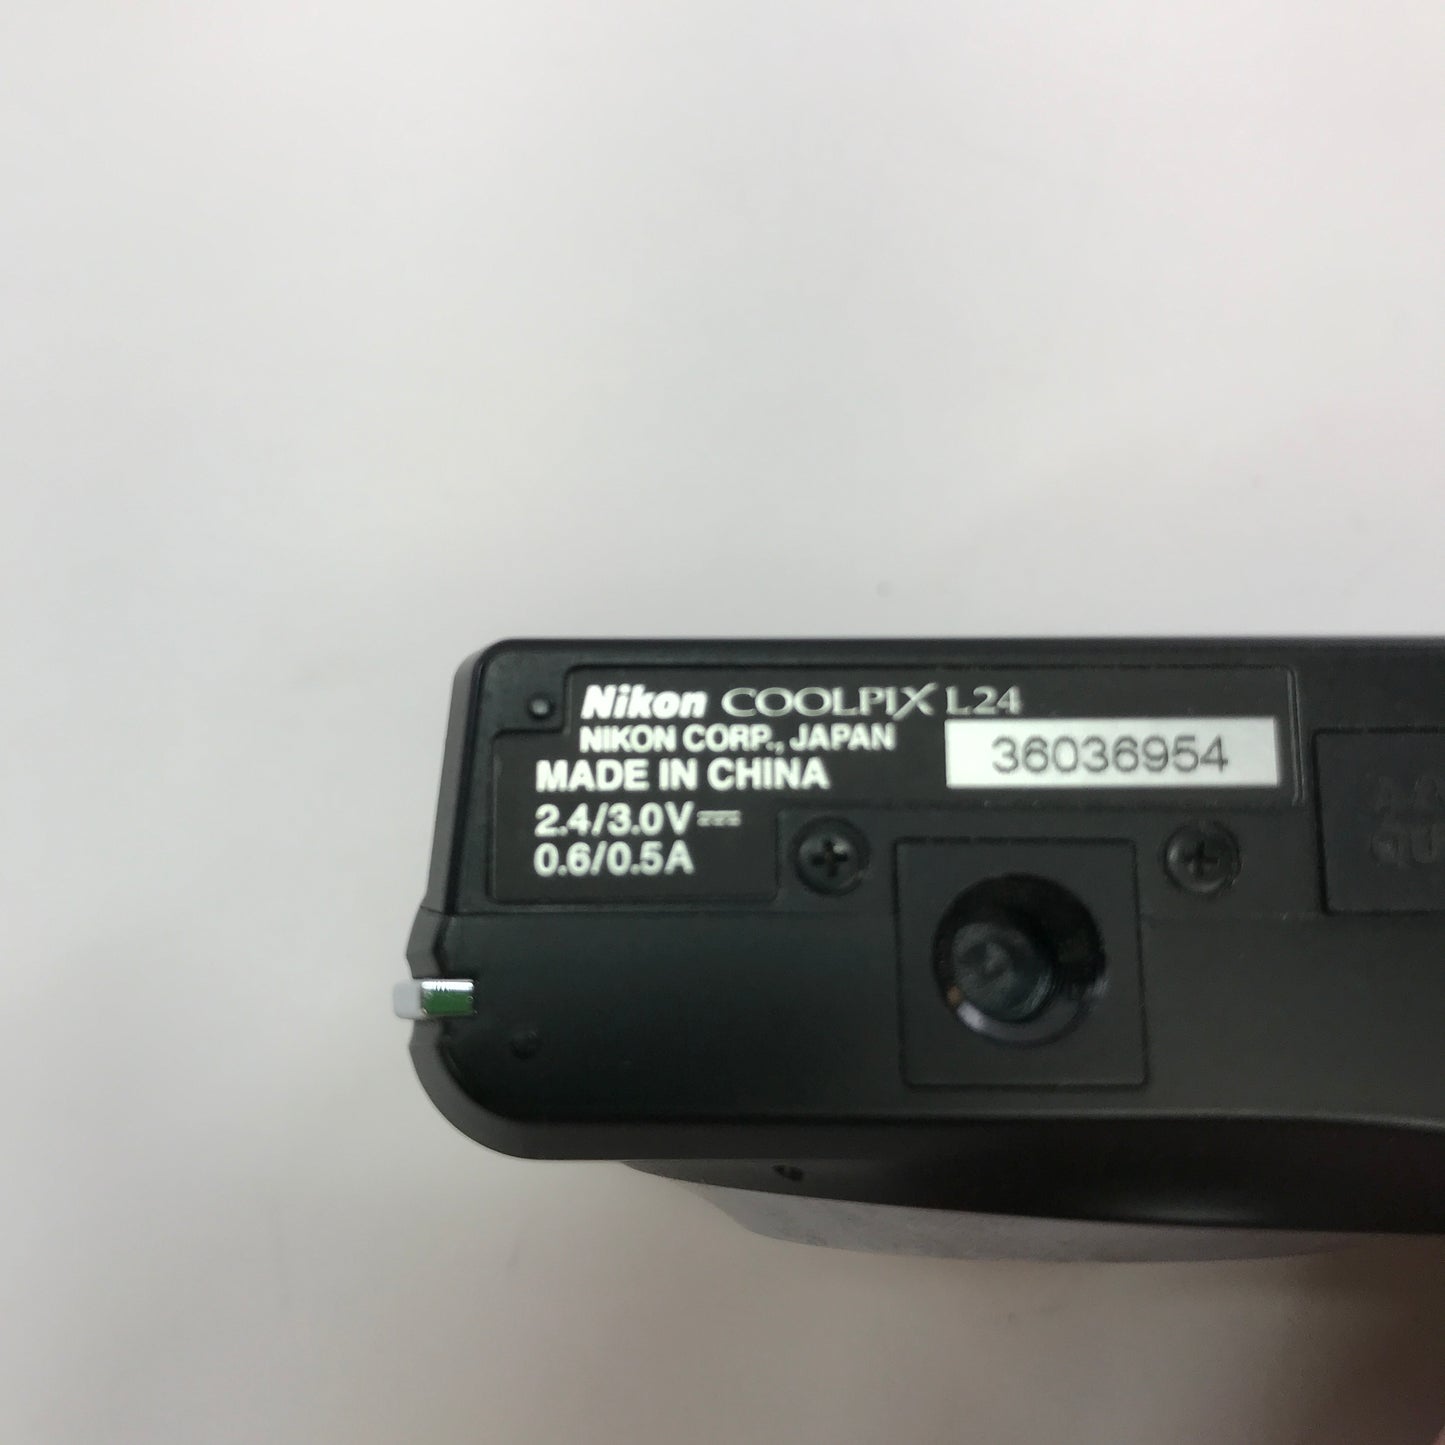 Nikon COOLPIX L24
NIKON CORP., JAPAN
36036954
MADE IN CHINA
2.4/3.0V⎓
0.6/0.5A